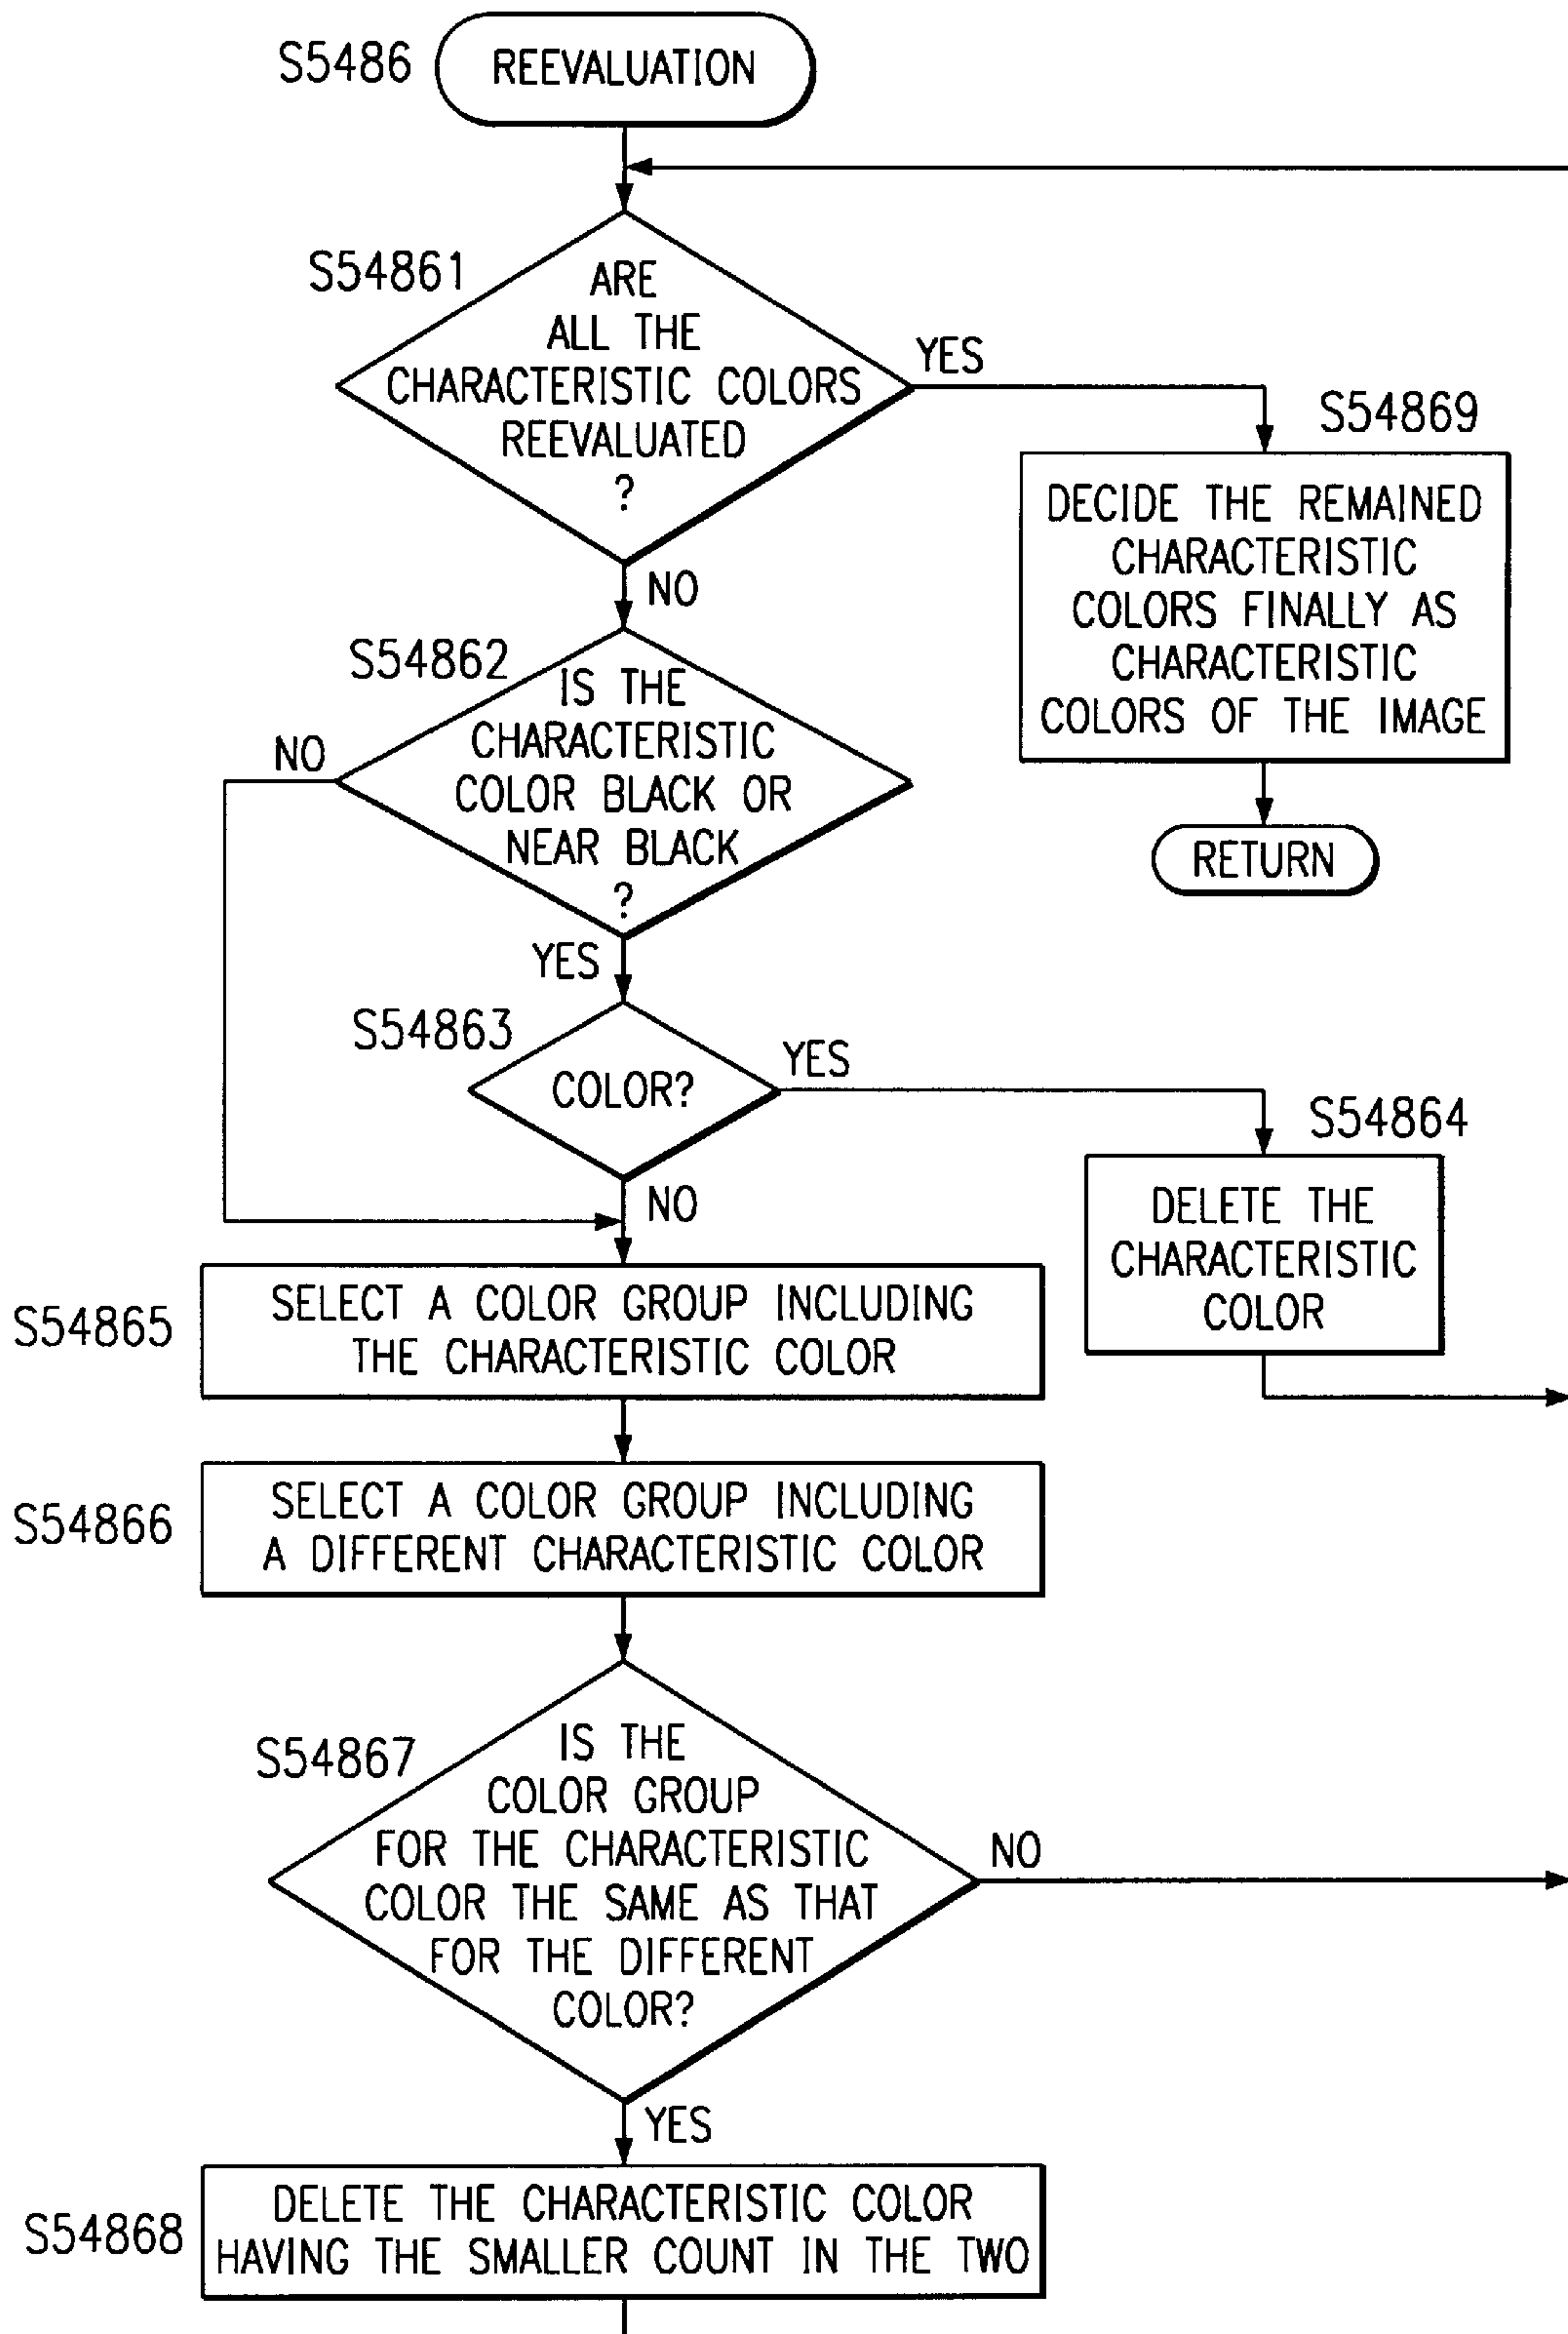 S5486
REEVALUATION
S54861
ARE
ALL THE
CHARACTERISTIC COLORS
REEVALUATED
?
YES
NO
S54869
DECIDE THE REMAINED
CHARACTERISTIC
COLORS FINALLY AS
CHARACTERISTIC
COLORS OF THE IMAGE
RETURN
S54862
IS THE
CHARACTERISTIC
COLOR BLACK OR
NEAR BLACK
?
NO
YES
S54863
COLOR?
YES
NO
S54864
DELETE THE
CHARACTERISTIC
COLOR
S54865
SELECT A COLOR GROUP INCLUDING
THE CHARACTERISTIC COLOR
S54866
SELECT A COLOR GROUP INCLUDING
A DIFFERENT CHARACTERISTIC COLOR
S54867
IS THE
COLOR GROUP
FOR THE CHARACTERISTIC
COLOR THE SAME AS THAT
FOR THE DIFFERENT
COLOR?
NO
YES
S54868
DELETE THE CHARACTERISTIC COLOR
HAVING THE SMALLER COUNT IN THE TWO